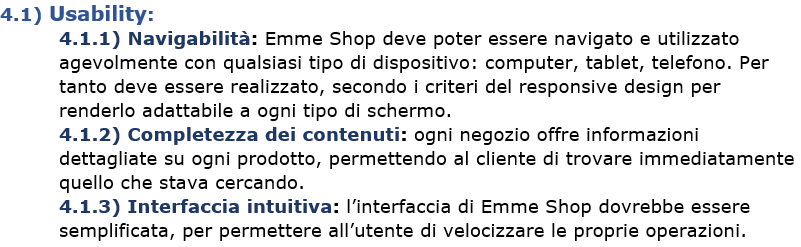 4.1) Usability:
4.1.1) Navigabilità: Emme Shop deve poter essere navigato e utilizzato
agevolmente con qualsiasi tipo di dispositivo: computer, tablet, telefono. Per
tanto deve essere realizzato, secondo i criteri del responsive design per
renderlo adattabile a ogni tipo di schermo.
4.1.2) Completezza dei contenuti: ogni negozio offre informazioni
dettagliate su ogni prodotto, permettendo al cliente di trovare immediatamente
quello che stava cercando.
4.1.3) Interfaccia intuitiva: l’interfaccia di Emme Shop dovrebbe essere
semplificata, per permettere all’utente di velocizzare le proprie operazioni.